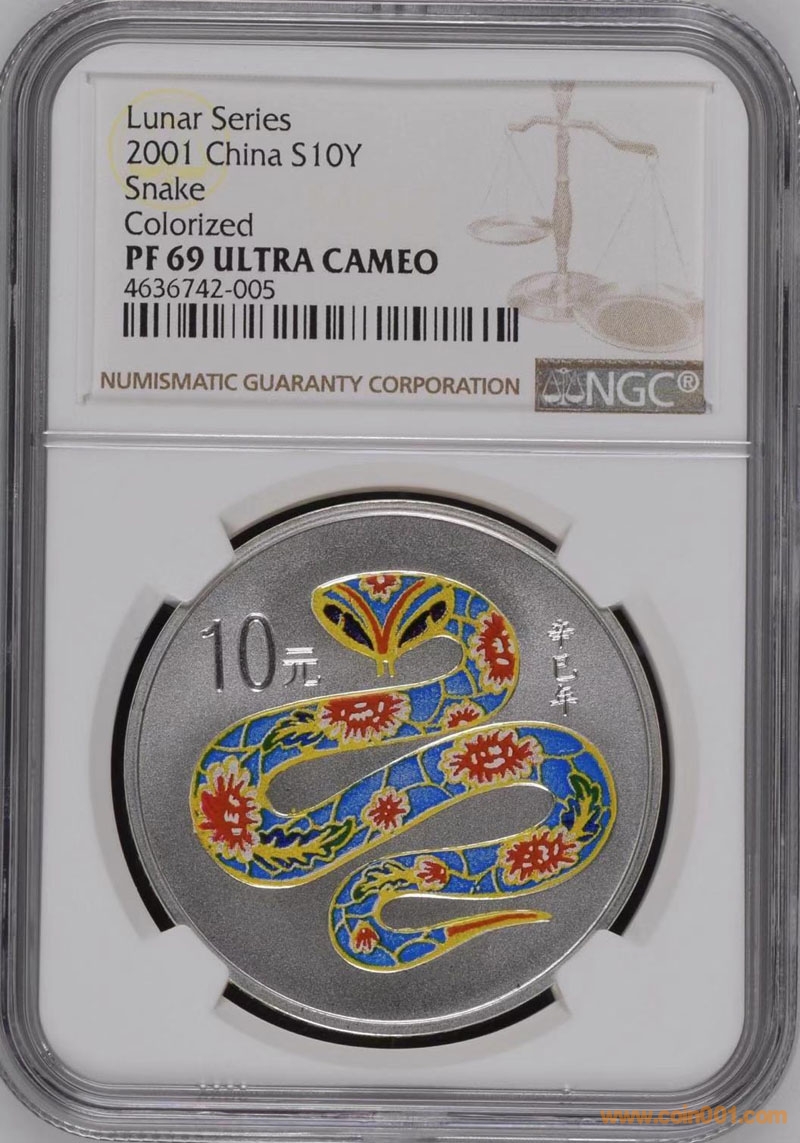 Lunar Series
2001 China S10Y
Snake
Colorized
PF 69 ULTRA CAMEO
4636742-005
NUMISMATIC GUARANTY CORPORATION
NGC®
10元
辛巳年
www.coin001.com